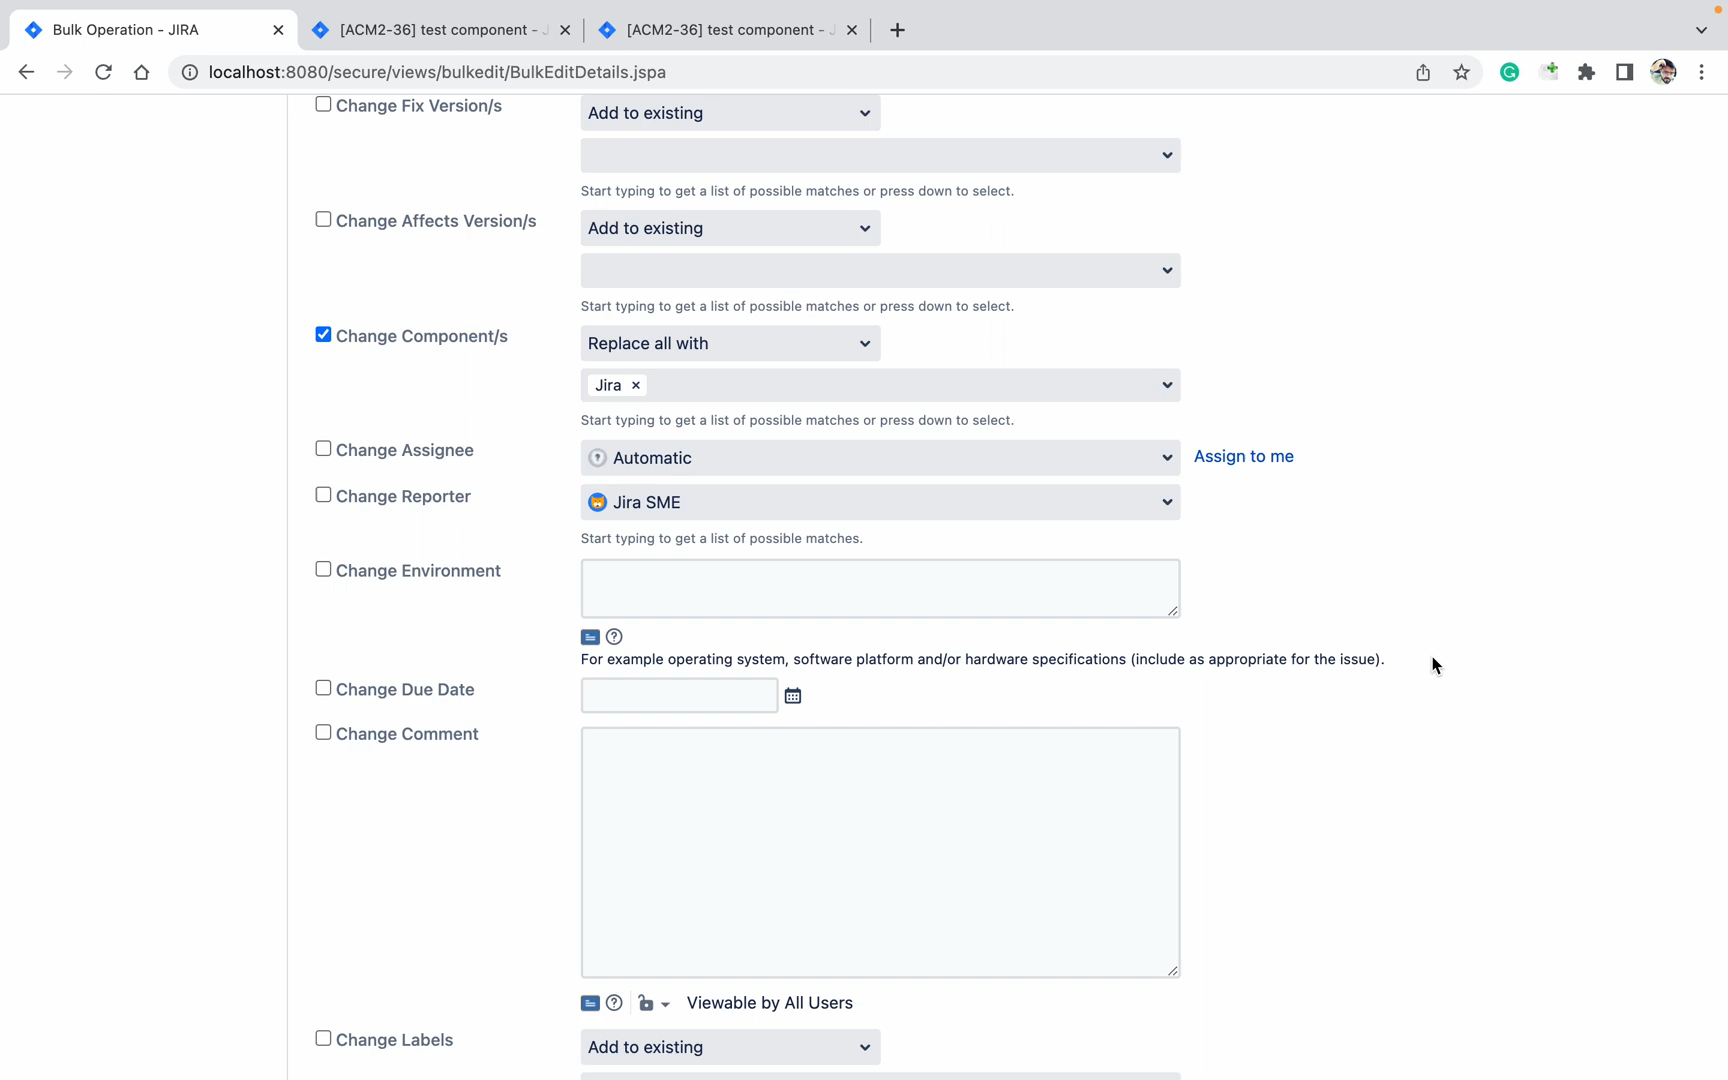 Bulk Operation - JIRA
[ACM2-36] test component - J
[ACM2-36] test component - J
localhost:8080/secure/views/bulkedit/BulkEditDetails.jspa
Change Fix Version/s
Add to existing
Start typing to get a list of possible matches or press down to select.
Change Affects Version/s
Add to existing
Start typing to get a list of possible matches or press down to select.
Change Component/s
Replace all with
Jira
Start typing to get a list of possible matches or press down to select.
Change Assignee
Automatic
Assign to me
Change Reporter
Jira SME
Start typing to get a list of possible matches.
Change Environment
For example operating system, software platform and/or hardware specifications (include as appropriate for the issue).
Change Due Date
Change Comment
Viewable by All Users
Change Labels
Add to existing